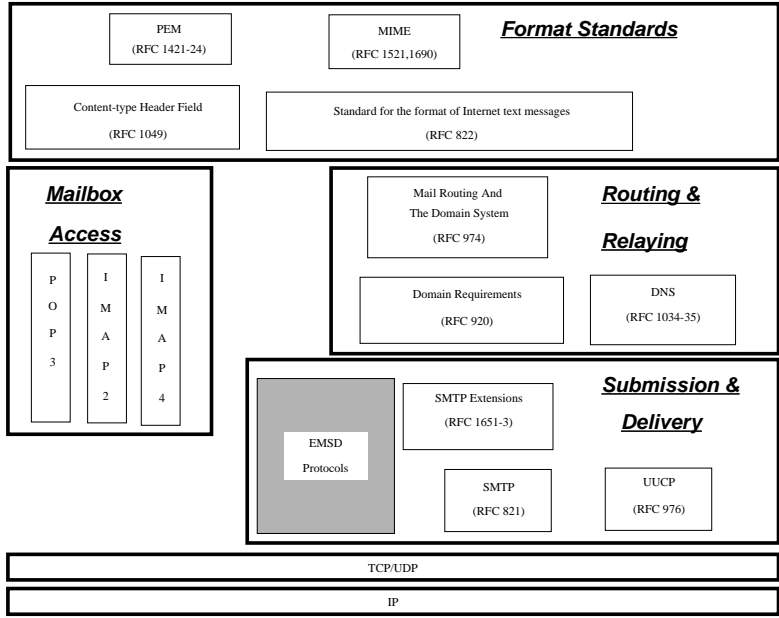 PEM
(RFC 1421-24)
MIME
(RFC 1521,1690)
Format Standards
Content-type Header Field
(RFC 1049)
Standard for the format of Internet text messages
(RFC 822)
Mailbox
Access
P
O
P
3
I
M
A
P
2
I
M
A
P
4
Mail Routing And
The Domain System
(RFC 974)
Routing &
Relaying
Domain Requirements
(RFC 920)
DNS
(RFC 1034-35)
EMSD
Protocols
SMTP Extensions
(RFC 1651-3)
Submission &
Delivery
SMTP
(RFC 821)
UUCP
(RFC 976)
TCP/UDP
IP